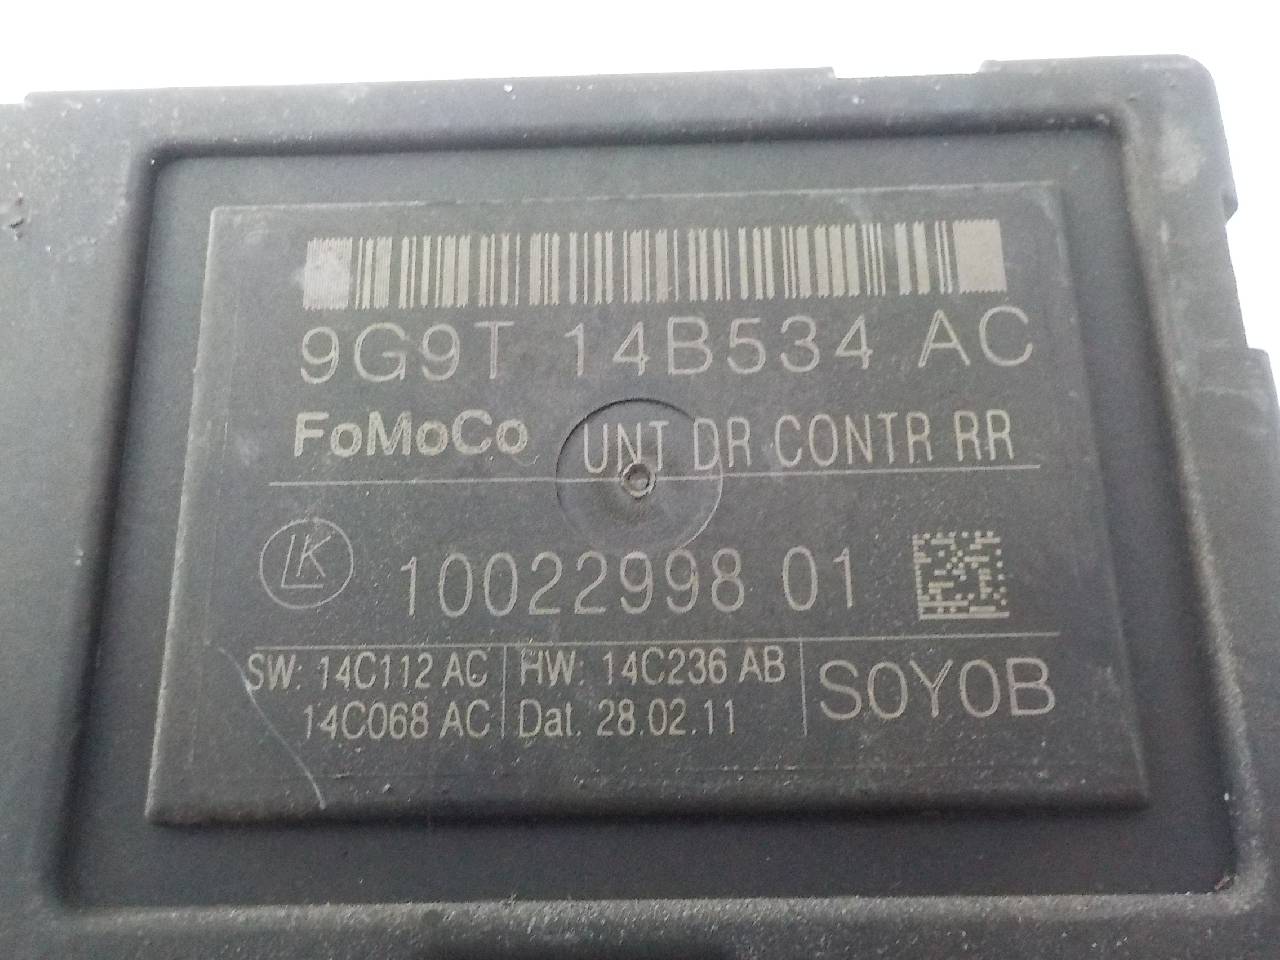 9G9T 14B534 AC
FoMoCo UNT DR CONTR RR
LK 10022998 01
SW: 14C112 AC HW: 14C236 AB S0Y0B
14C068 AC Dat. 28.02.11